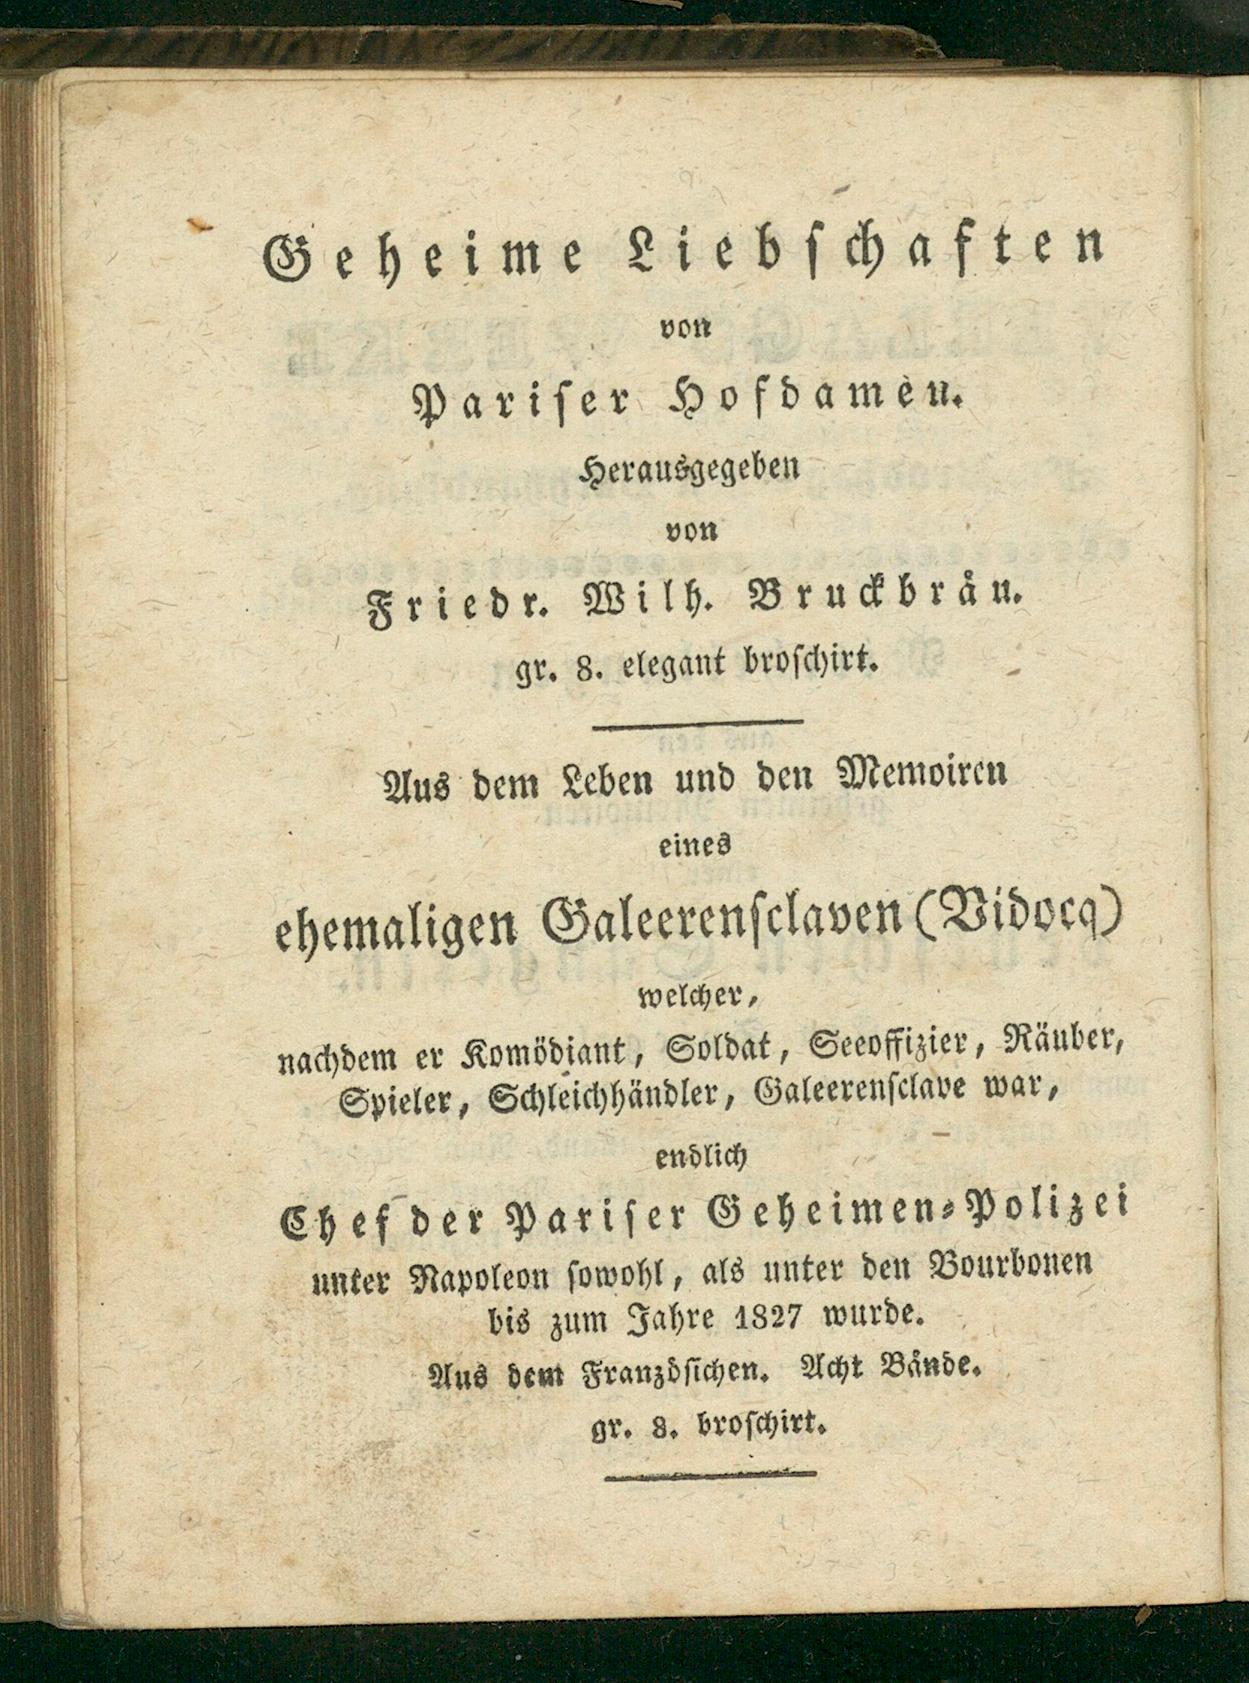 Geheime Liebschaften
von
Pariser Hofdamen.
Herausgegeben
von
Friedr. Wilh. Bruckbräu.
gr. 8. elegant broschirt.
Aus dem Leben und den Memoiren
eines
ehemaligen Galeerensclaven (Vidocq)
welcher,
nachdem er Komödiant, Soldat, Seeoffizier, Räuber,
Spieler, Schleichhändler, Galeerensclave war,
endlich
Chef der Pariser Geheimen-Polizei
unter Napoleon sowohl, als unter den Bourbonen
bis zum Jahre 1827 wurde.
Aus dem Französichen. Acht Bände.
gr. 8. broschirt.